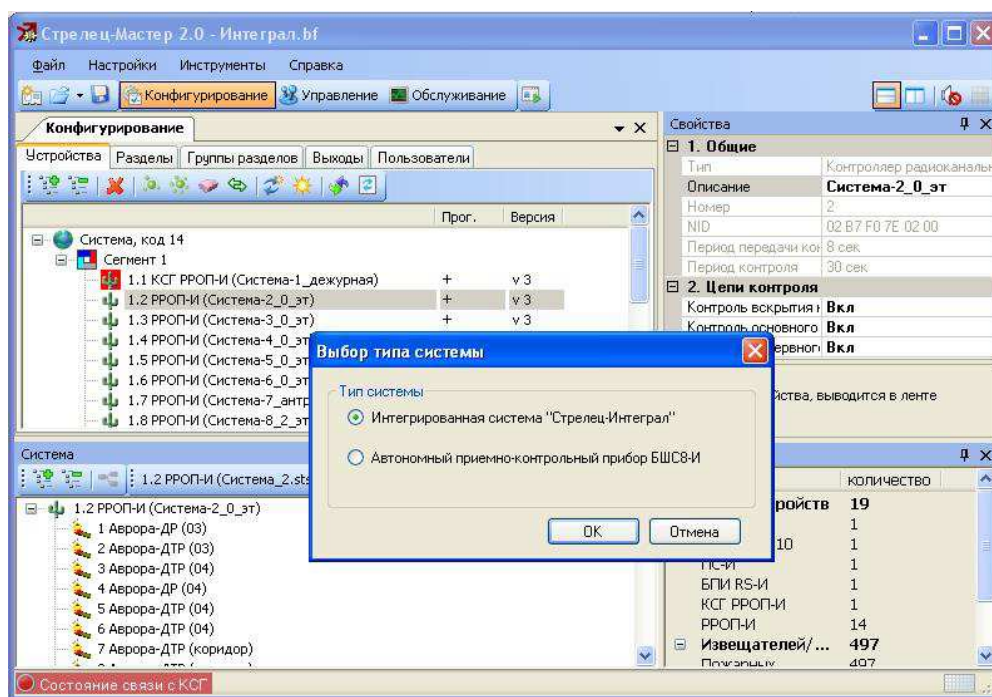 Стрелец-Мастер 2.0 - Интеграл.bf
Файл Настройки Инструменты Справка
Конфигурирование Управление Обслуживание
Конфигурирование
Устройства Разделы Группы разделов Выходы Пользователи
Прог. Версия
Система, код 14
Сегмент 1
1.1 КСГ РРОП-И (Система-1_дежурная) + v 3
1.2 РРОП-И (Система-2_0_эт) + v 3
1.3 РРОП-И (Система-3_0_эт) + v 3
1.4 РРОП-И (Система-4_0_эт
1.5 РРОП-И (Система-5_0_эт
1.6 РРОП-И (Система-6_0_эт
1.7 РРОП-И (Система-7_антр
1.8 РРОП-И (Система-8_2_эт
Свойства
1. Общие
Тип Контроллер радиоканальн
Описание Система-2_0_эт
Номер 2
NID 02 B7 F0 7E 02 00
Период передачи кон 8 сек
Период контроля 30 сек
2. Цепи контроля
Контроль вскрытия к Вкл
Контроль основного Вкл
ервног Вкл
йства, выводится в ленте
Выбор типа системы
Тип системы
Интегрированная система "Стрелец-Интеграл"
Автономный приемно-контрольный прибор БШС8-И
ОК Отмена
Система
1.2 РРОП-И (Система_2.sts
1.2 РРОП-И (Система-2_0_эт)
1 Аврора-ДР (03)
2 Аврора-ДТР (03)
3 Аврора-ДТР (04)
4 Аврора-ДР (04)
5 Аврора-ДТР (04)
6 Аврора-ДТР (04)
7 Аврора-ДТР (коридор)
количество
ройств 19
1
10 1
ПС-И 1
БПИ RS-И 1
КСГ РРОП-И 1
РРОП-И 14
Извещателей/... 497
Пожарных 497
Состояние связи с КСГ